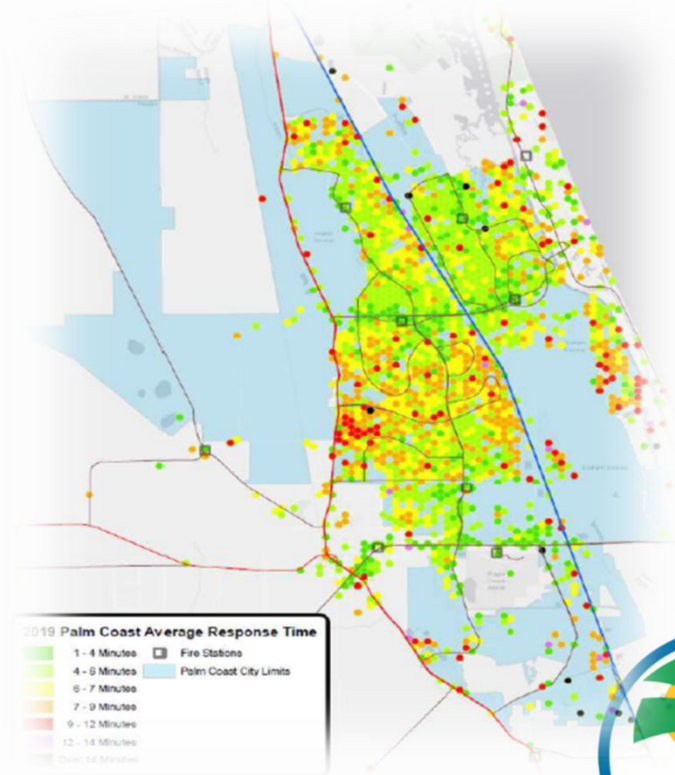 2019 Palm Coast Average Response Time
1 - 4 Minutes Fire Stations
4 - 6 Minutes Palm Coast City Limits
6 - 7 Minutes
7 - 9 Minutes
9 - 12 Minutes
12 - 14 Minutes
Over 14 Minutes